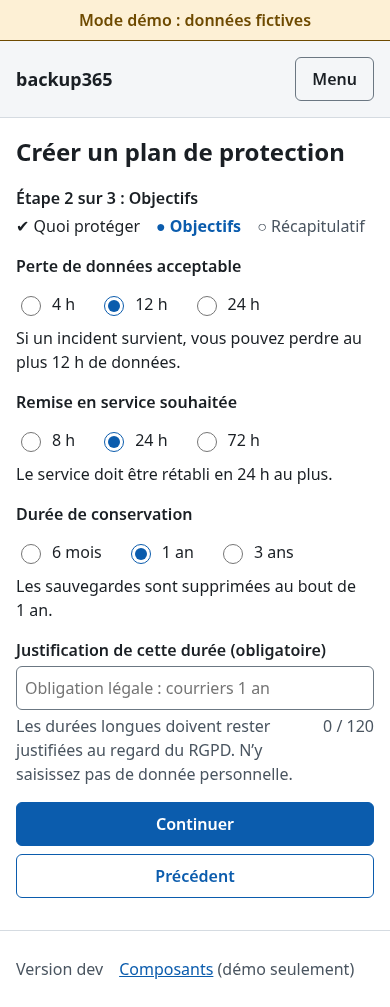 Mode démo : données fictives
backup365
Menu
Créer un plan de protection
Étape 2 sur 3 : Objectifs
✔ Quoi protéger ● Objectifs ○ Récapitulatif
Perte de données acceptable
4 h 12 h 24 h
Si un incident survient, vous pouvez perdre au
plus 12 h de données.
Remise en service souhaitée
8 h 24 h 72 h
Le service doit être rétabli en 24 h au plus.
Durée de conservation
6 mois 1 an 3 ans
Les sauvegardes sont supprimées au bout de
1 an.
Justification de cette durée (obligatoire)
Obligation légale : courriers 1 an
Les durées longues doivent rester 0 / 120
justifiées au regard du RGPD. N’y
saisissez pas de donnée personnelle.
Continuer
Précédent
Version dev Composants (démo seulement)